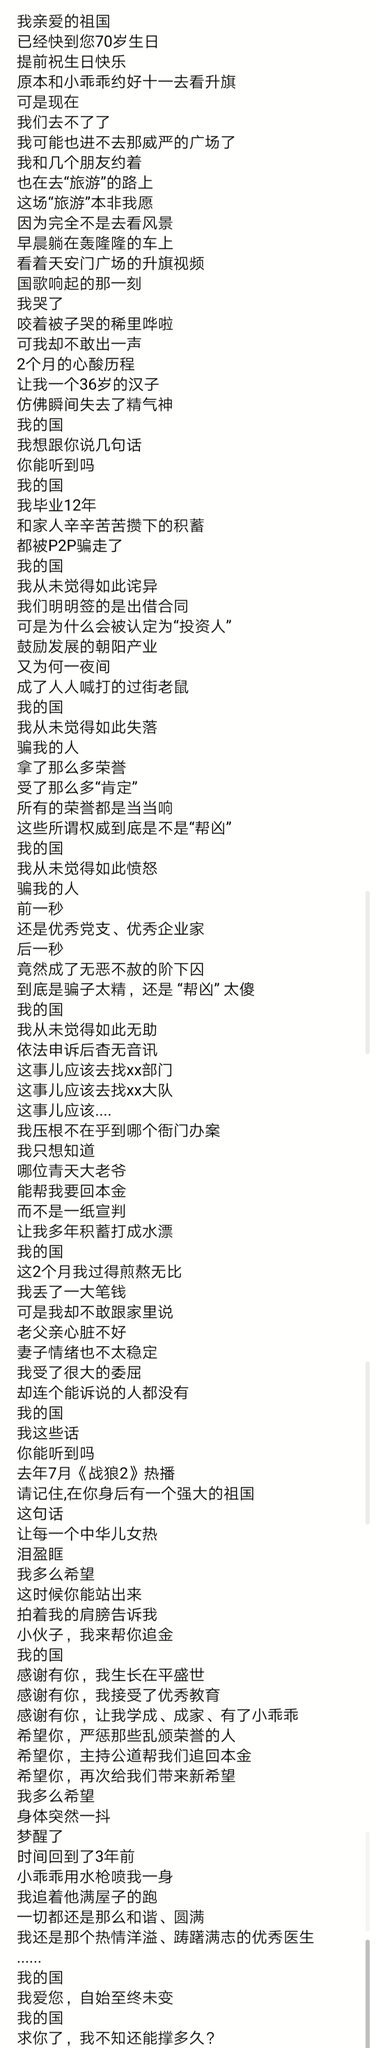 我亲爱的祖国
已经快到您70岁生日
提前祝生日快乐
原本和小乖乖约好十一去看升旗
可是现在
我们去不了了
我可能也进不去那威严的广场了
我和几个朋友约着
也在去“旅游”的路上
这场“旅游”本非我愿
因为完全不是去看风景
早晨躺在轰隆隆的车上
看着天安门广场的升旗视频
国歌响起的那一刻
我哭了
咬着被子哭的稀里哗啦
可我却不敢出一声
2个月的心酸历程
让我一个36岁的汉子
仿佛瞬间失去了精气神
我的国
我想跟你说几句话
你能听到吗
我的国
我毕业12年
和家人辛辛苦苦攒下的积蓄
都被P2P骗走了
我的国
我从未觉得如此诧异
我们明明签的是出借合同
可是为什么会被认定为“投资人”
鼓励发展的朝阳产业
又为何一夜间
成了人人喊打的过街老鼠
我的国
我从未觉得如此失落
骗我的人
拿了那么多荣誉
受了那么多“肯定”
所有的荣誉都是当当响
这些所谓权威到底是不是“帮凶”
我的国
我从未觉得如此愤怒
骗我的人
前一秒
还是优秀党支、优秀企业家
后一秒
竟然成了无恶不赦的阶下囚
到底是骗子太精，还是 “帮凶” 太傻
我的国
我从未觉得如此无助
依法申诉后杳无音讯
这事儿应该去找xx部门
这事儿应该去找xx大队
这事儿应该....
我压根不在乎到哪个衙门办案
我只想知道
哪位青天大老爷
能帮我要回本金
而不是一纸宣判
让我多年积蓄打成水漂
我的国
这2个月我过得煎熬无比
我丢了一大笔钱
可是我却不敢跟家里说
老父亲心脏不好
妻子情绪也不太稳定
我受了很大的委屈
却连个能诉说的人都没有
我的国
我这些话
你能听到吗
去年7月《战狼2》热播
请记住,在你身后有一个强大的祖国
这句话
让每一个中华儿女热
泪盈眶
我多么希望
这时候你能站出来
拍着我的肩膀告诉我
小伙子，我来帮你追金
我的国
感谢有你，我生长在平盛世
感谢有你，我接受了优秀教育
感谢有你，让我学成、成家、有了小乖乖
希望你，严惩那些乱颁荣誉的人
希望你，主持公道帮我们追回本金
希望你，再次给我们带来新希望
我多么希望
身体突然一抖
梦醒了
时间回到了3年前
小乖乖用水枪喷我一身
我追着他满屋子的跑
一切都还是那么和谐、圆满
我还是那个热情洋溢、踌躇满志的优秀医生
......
我的国
我爱您，自始至终未变
我的国
求你了，我不知还能撑多久？